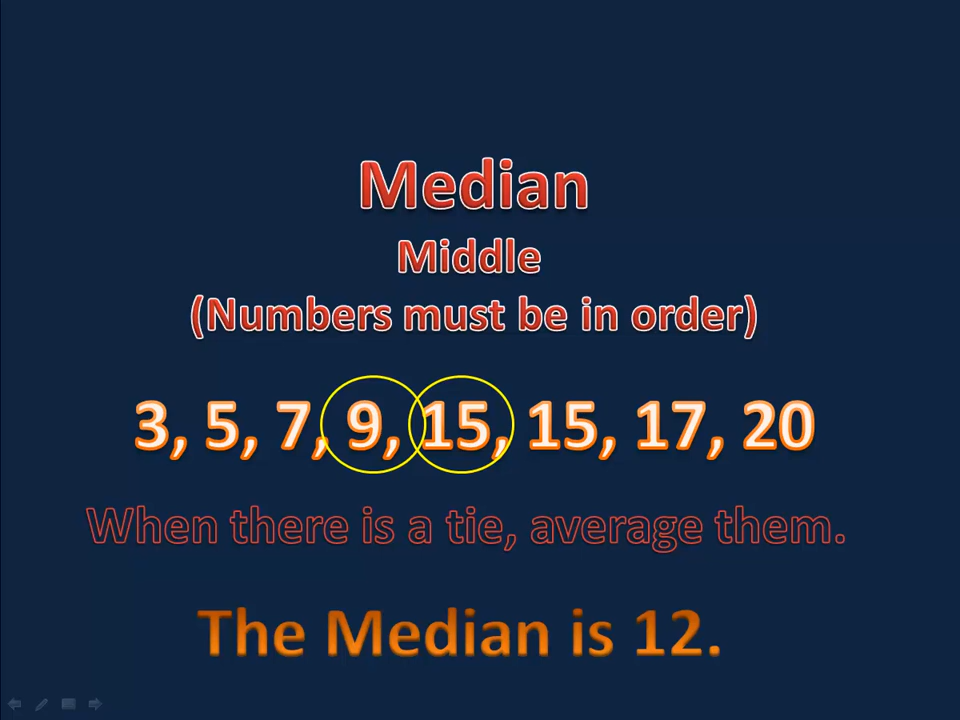 Median
Middle
(Numbers must be in order)
3, 5, 7, 9, 15, 15, 17, 20
When there is a tie, average them.
The Median is 12.